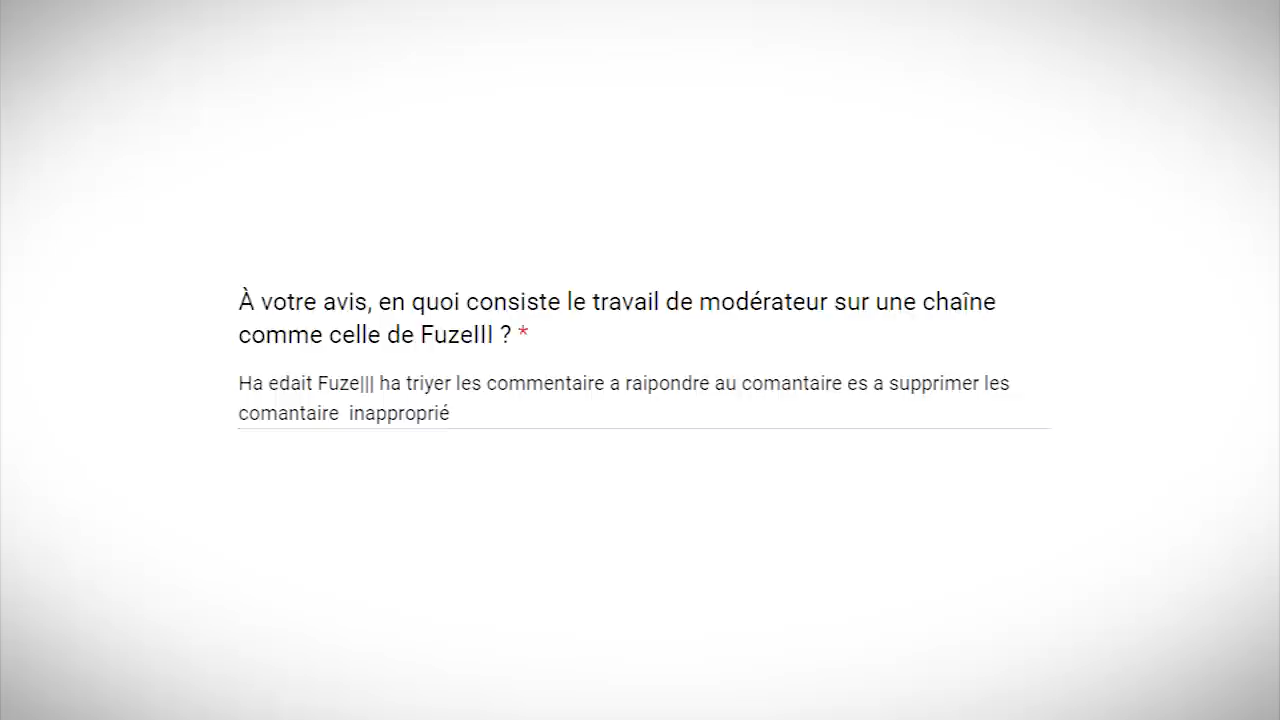 À votre avis, en quoi consiste le travail de modérateur sur une chaîne
comme celle de FuzeIII ? *
Ha edait Fuze||| ha triyer les commentaire a raipondre au comantaire es a supprimer les
comantaire  inapproprié